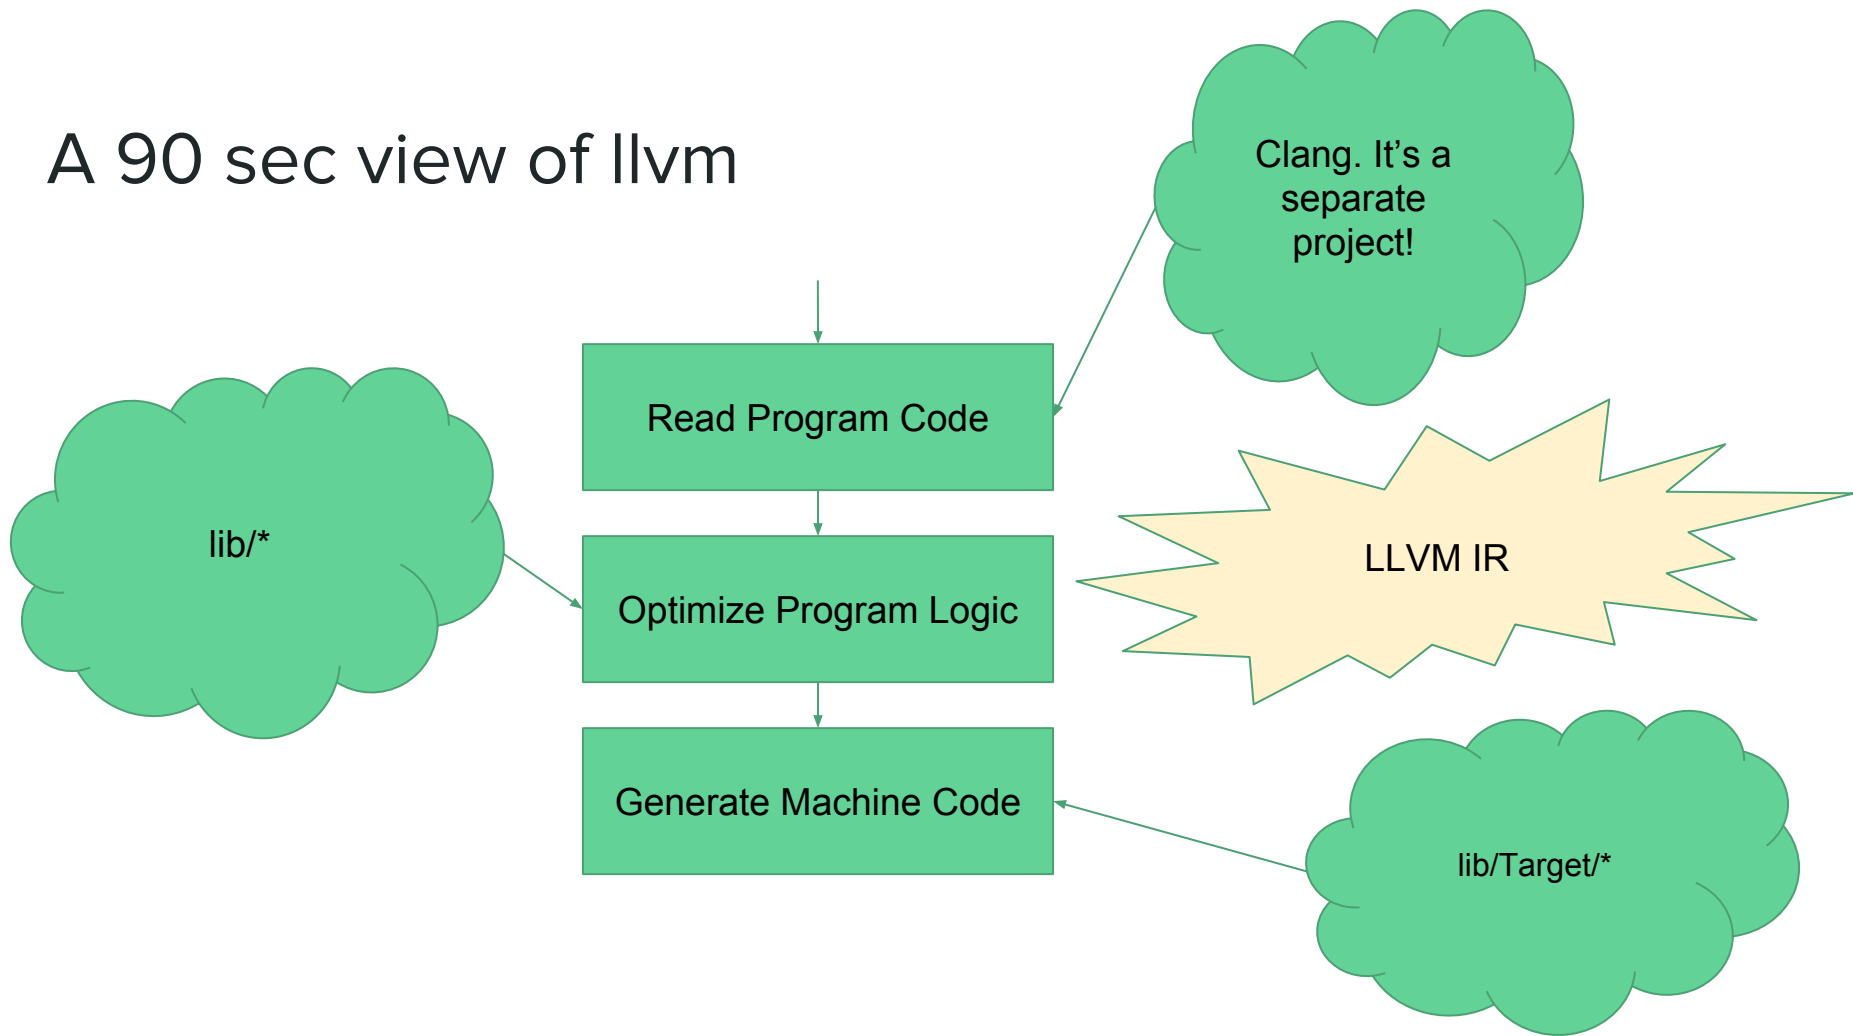 A 90 sec view of llvm
Clang. It’s a
separate
project!
Read Program Code
lib/*
LLVM IR
Optimize Program Logic
Generate Machine Code
lib/Target/*